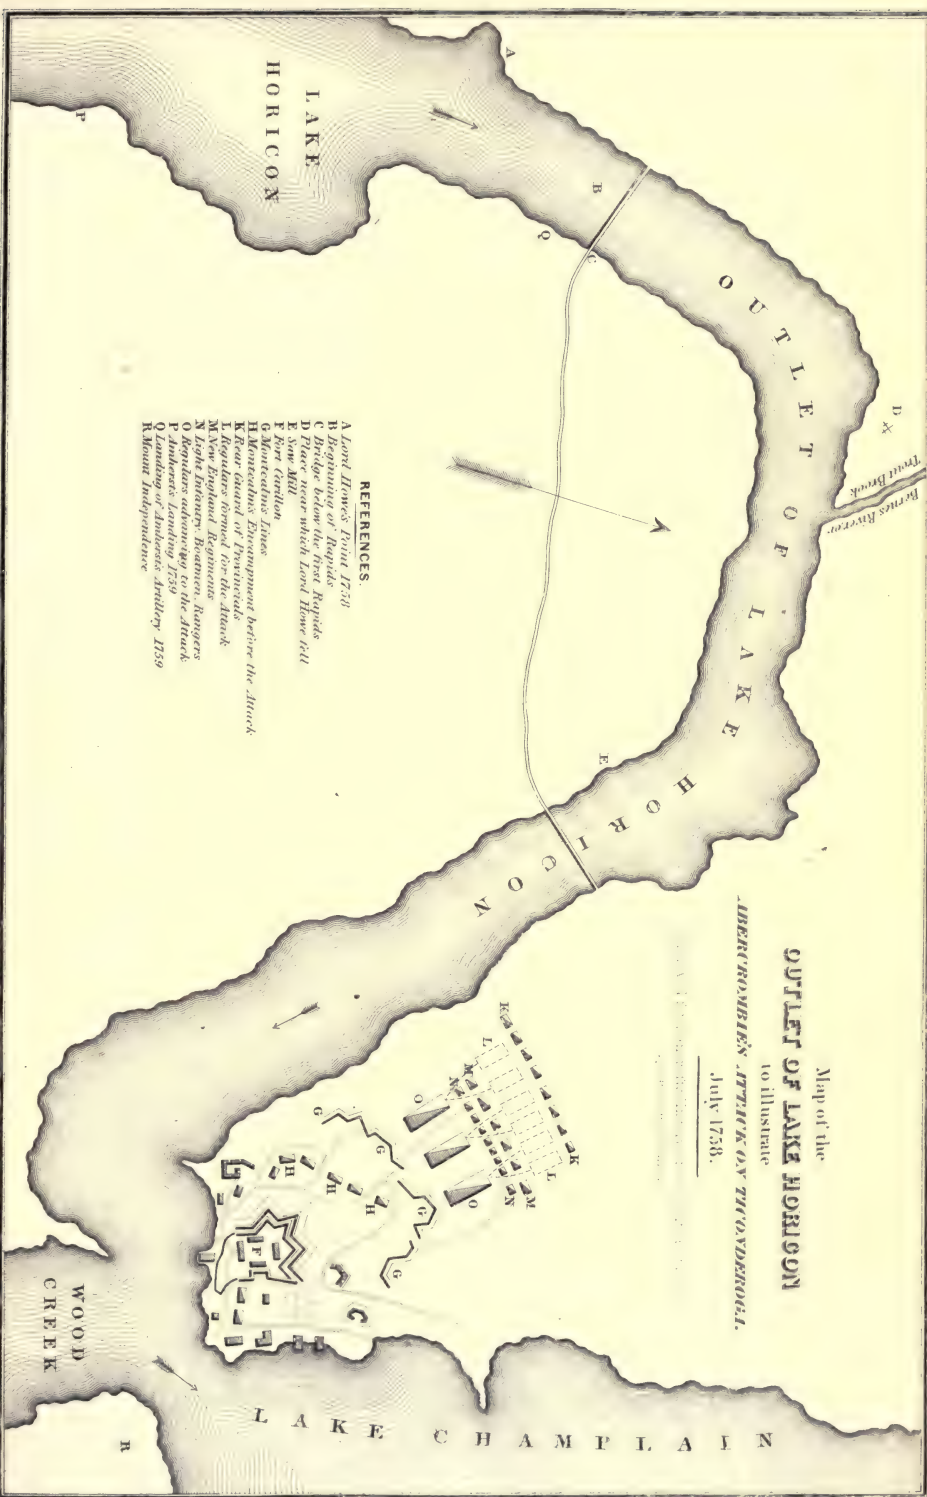 Map of the
OUTLET OF LAKE HORICON
to illustrate
ABERCROMBIE'S ATTACK ON TICONDEROGA.
July 1758.
REFERENCES.
A Lord Howe's Point 1758
B Beginning of Rapids
C Bridge below the first Rapids
D Place near which Lord Howe fell
E Saw Mill
F Fort Carillon
G Montcalm's Lines
H Montcalm's Encampment before the Attack
K Rear Guard of Provincials
L Regulars formed for the Attack
M New England Regiments
N Light Infantry, Boatmen, Rangers
O Regulars advancing to the Attack
P Amherst's Landing 1759
Q Landing of Amherst's Artillery 1759
R Mount Independence
LAKE
HORICON
OUTLET OF LAKE HORICON
Trout Brook
LAKE CHAMPLAIN
WOOD
CREEK
A
B
C
D
E
F
G
G
G
G
H
H
H
K
K
L
L
M
M
N
N
O
O
P
Q
R